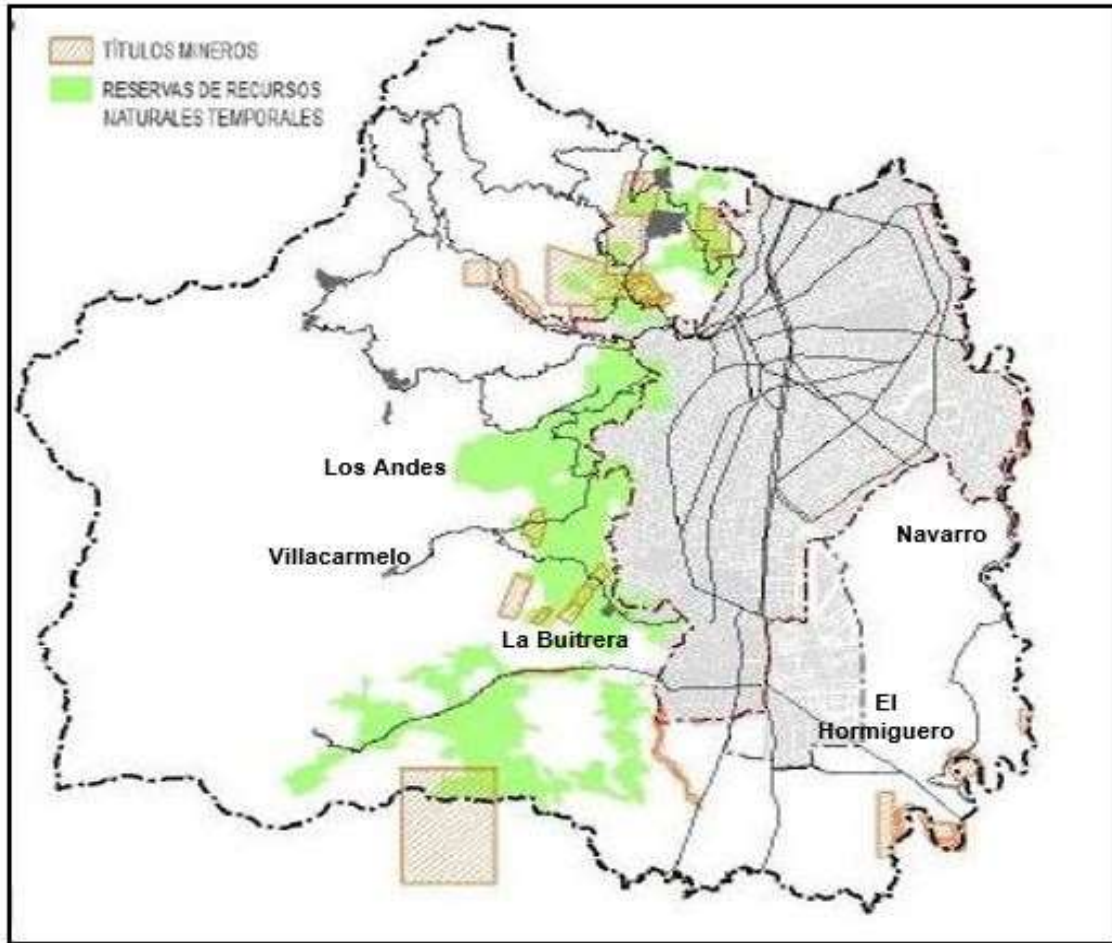 TÍTULOS MINEROS
RESERVAS DE RECURSOS
NATURALES TEMPORALES
Los Andes
Navarro
Villacarmelo
La Buitrera
El
Hormiguero